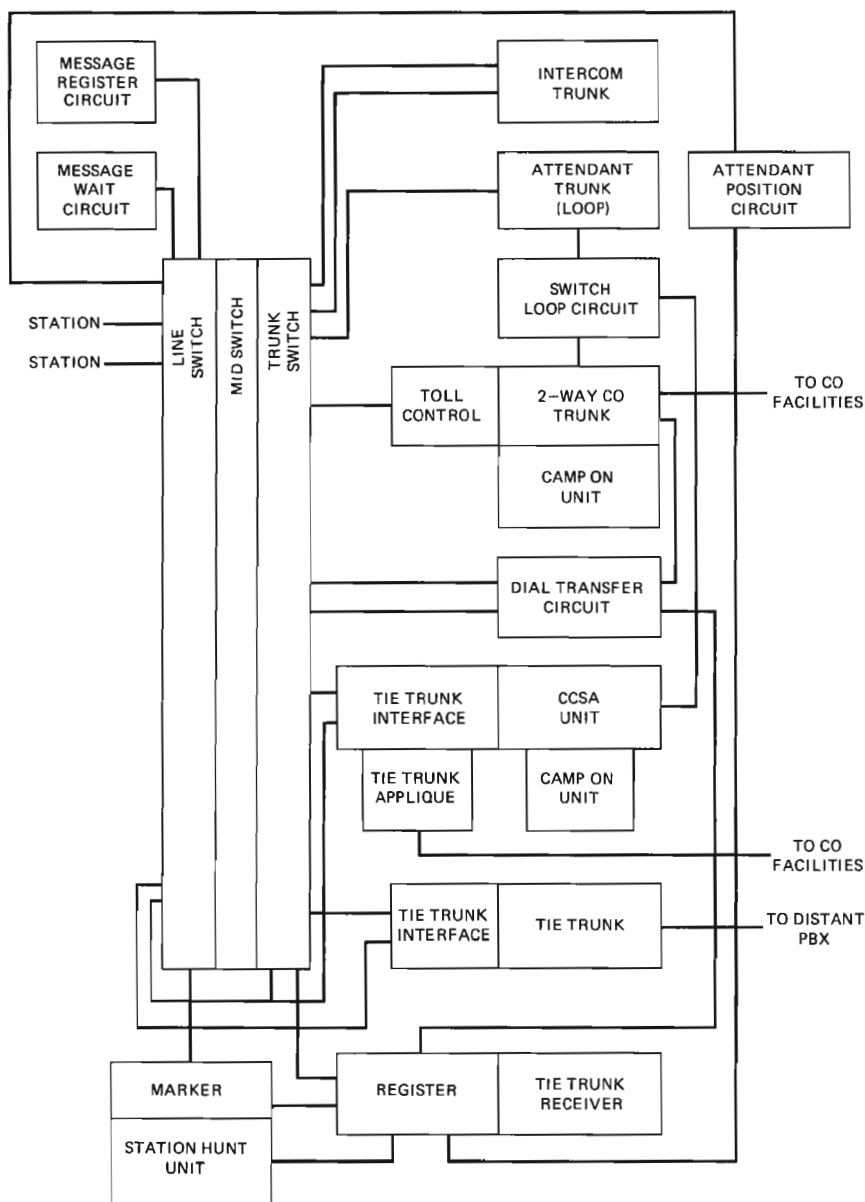 MESSAGE
REGISTER
CIRCUIT
INTERCOM
TRUNK
MESSAGE
WAIT
CIRCUIT
ATTENDANT
TRUNK
(LOOP)
ATTENDANT
POSITION
CIRCUIT
SWITCH
LOOP CIRCUIT
STATION
STATION
LINE
SWITCH
MID SWITCH
TRUNK
SWITCH
TOLL
CONTROL
2-WAY CO
TRUNK
TO CO
FACILITIES
CAMP ON
UNIT
DIAL TRANSFER
CIRCUIT
TIE TRUNK
INTERFACE
CCSA
UNIT
TIE TRUNK
APPLIQUE
CAMP ON
UNIT
TO CO
FACILITIES
TIE TRUNK
INTERFACE
TIE TRUNK
TO DISTANT
PBX
MARKER
REGISTER
TIE TRUNK
RECEIVER
STATION HUNT
UNIT